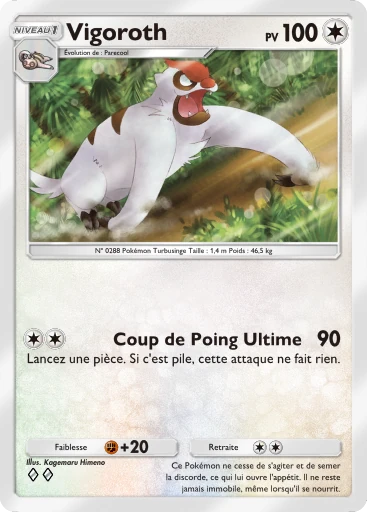 NIVEAU 1
Vigoroth
PV 100
Évolution de : Parecool
N° 0288 Pokémon Turbusinge Taille : 1,4 m Poids : 46,5 kg
Coup de Poing Ultime 90
Lancez une pièce. Si c'est pile, cette attaque ne fait rien.
Faiblesse +20 Retraite
Illus. Kagemaru Himeno
Ce Pokémon ne cesse de s'agiter et de semer
la discorde, ce qui lui ouvre l'appétit. Il ne reste
jamais immobile, même lorsqu'il se nourrit.